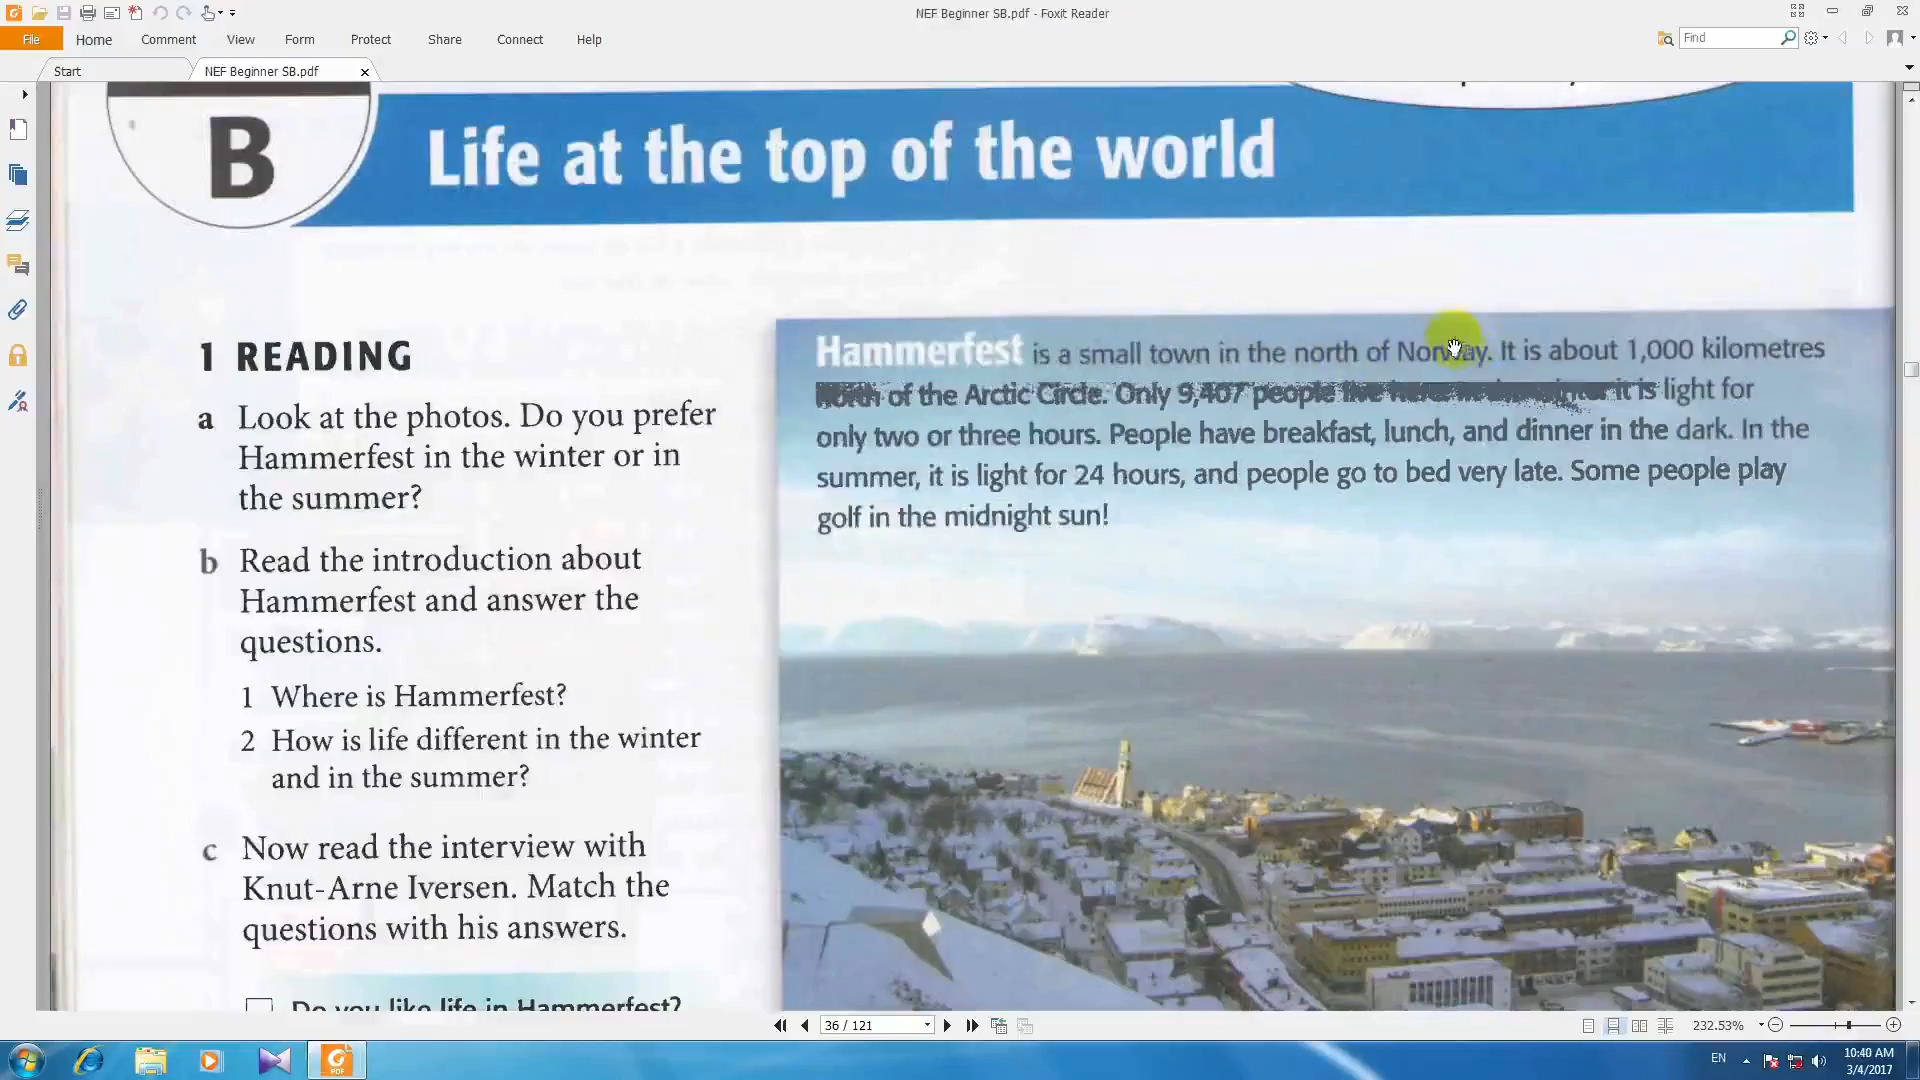 NEF Beginner SB.pdf - Foxit Reader
File Home Comment View Form Protect Share Connect Help
Find
Start
NEF Beginner SB.pdf
B
Life at the top of the world
1 READING
a Look at the photos. Do you prefer
Hammerfest in the winter or in
the summer?
b Read the introduction about
Hammerfest and answer the
questions.
1 Where is Hammerfest?
2 How is life different in the winter
and in the summer?
c Now read the interview with
Knut-Arne Iversen. Match the
questions with his answers.
Do you like life in Hammerfest?
Hammerfest is a small town in the north of Norway. It is about 1,000 kilometres
north of the Arctic Circle. Only 9,407 people live here it is light for
only two or three hours. People have breakfast, lunch, and dinner in the dark. In the
summer, it is light for 24 hours, and people go to bed very late. Some people play
golf in the midnight sun!
36 / 121
232.53%
EN
10:40 AM
3/4/2017